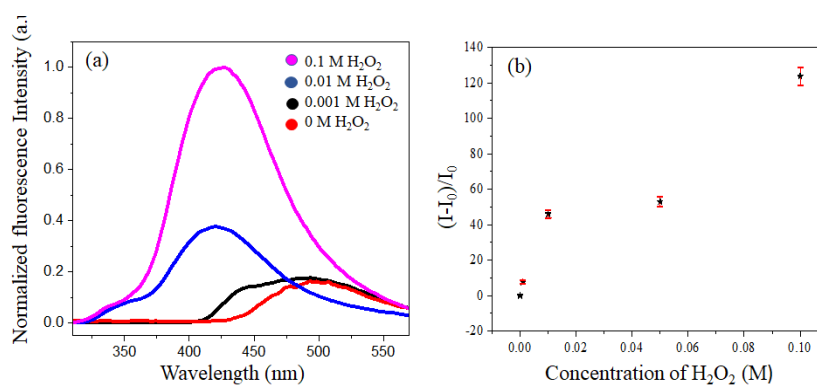 Normalized fluorescence Intensity (a.u
(a)
0.1 M H₂O₂
0.01 M H₂O₂
0.001 M H₂O₂
0 M H₂O₂
1.0
0.8
0.6
0.4
0.2
0.0
350 400 450 500 550
Wavelength (nm)
(I-I₀)/I₀
(b)
140
120
100
80
60
40
20
0
-20
0.00 0.02 0.04 0.06 0.08 0.10
Concentration of H₂O₂ (M)